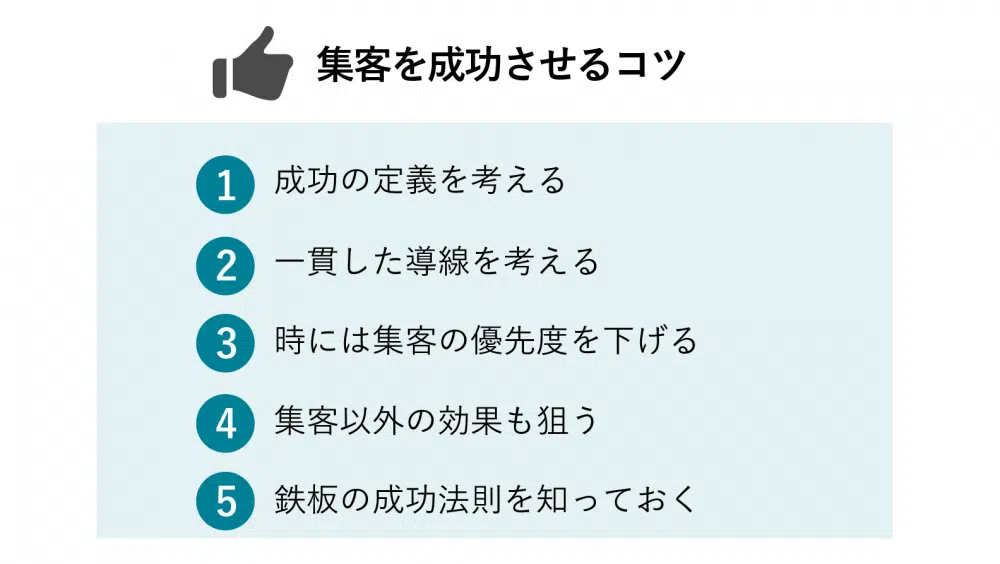 集客を成功させるコツ
1 成功の定義を考える
2 一貫した導線を考える
3 時には集客の優先度を下げる
4 集客以外の効果も狙う
5 鉄板の成功法則を知っておく